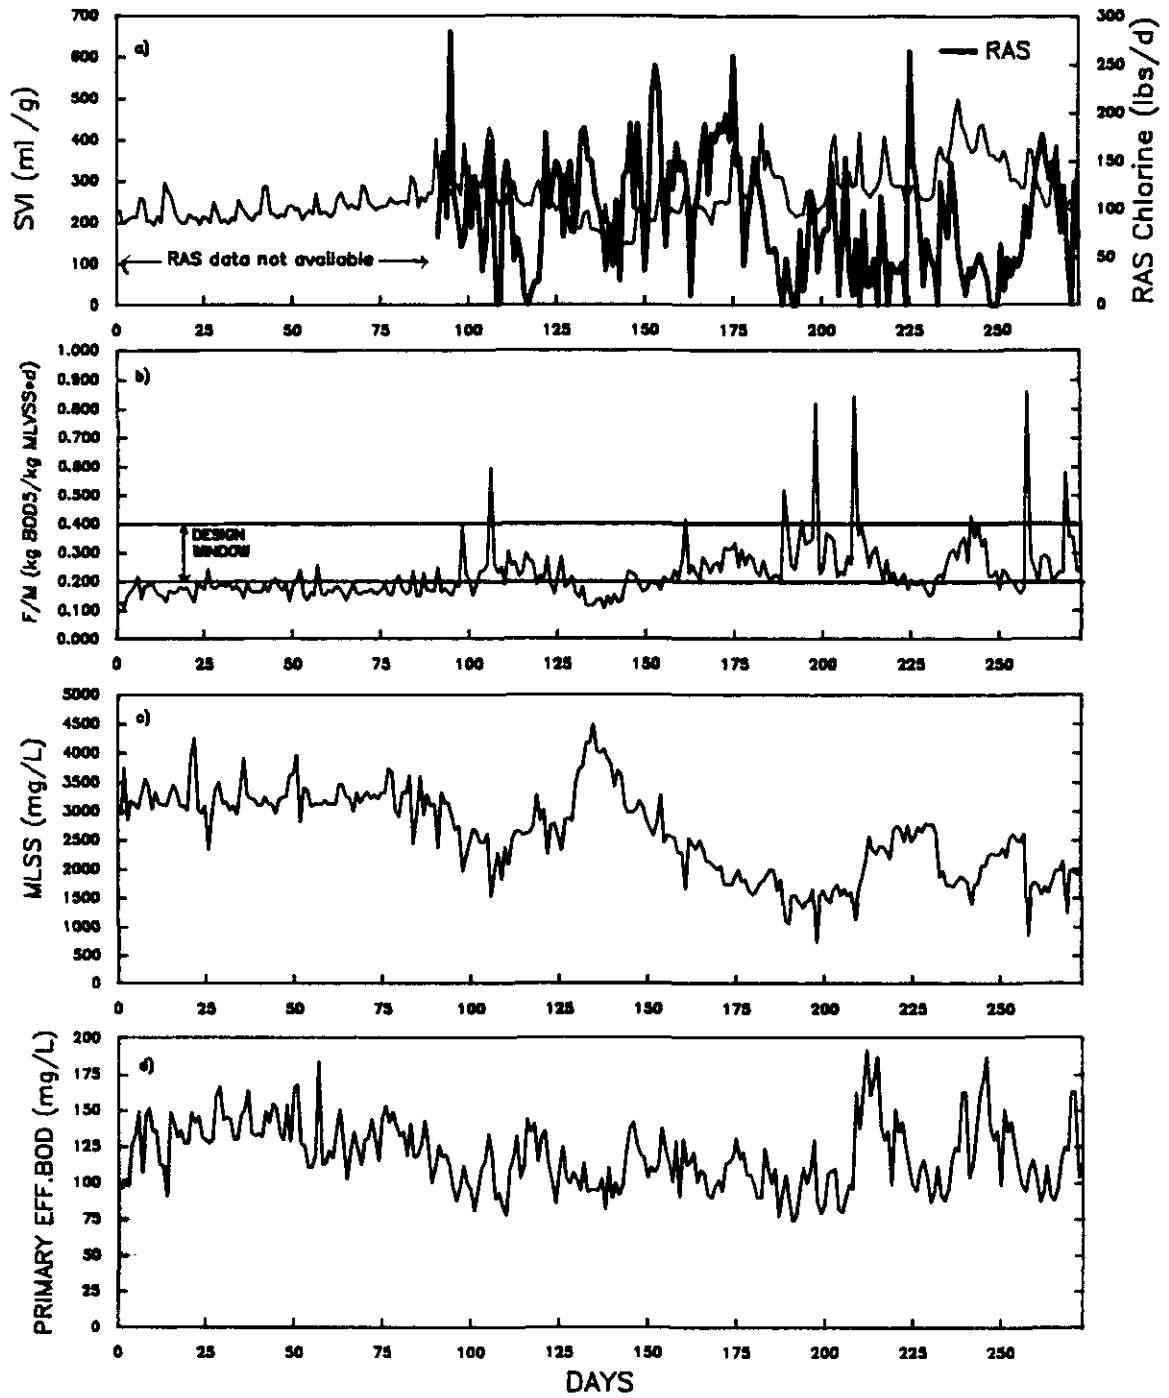 a)
RAS
SVI (ml/g)
RAS Chlorine (lbs/d)
700
600
500
400
300
200
100
0
300
250
200
150
100
50
0
RAS data not available
0 25 50 75 100 125 150 175 200 225 250
b)
F/M (kg BOD5/kg MLVSS*d)
1.000
0.900
0.800
0.700
0.600
0.500
0.400
0.300
0.200
0.100
0.000
DESIGN
WINDOW
0 25 50 75 100 125 150 175 200 225 250
c)
MLSS (mg/L)
5000
4500
4000
3500
3000
2500
2000
1500
1000
500
0
0 25 50 75 100 125 150 175 200 225 250
d)
PRIMARY EFF.BOD (mg/L)
200
175
150
125
100
75
50
25
0
0 25 50 75 100 125 150 175 200 225 250
DAYS